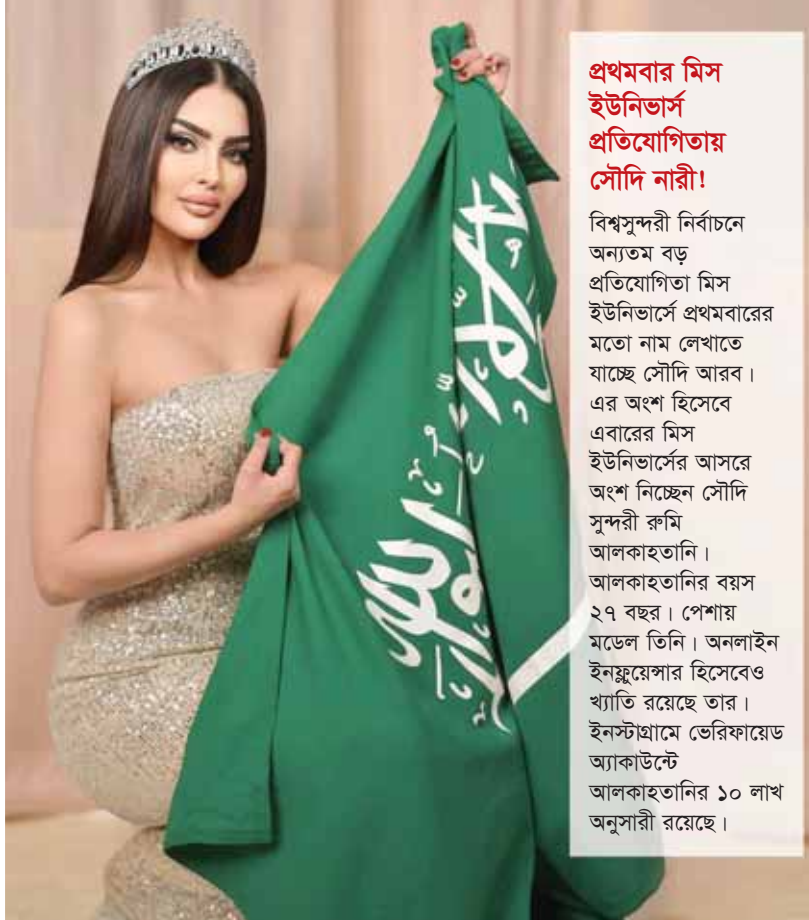 প্রথমবার মিস
ইউনিভার্স
প্রতিযোগিতায়
সৌদি নারী!
বিশ্বসুন্দরী নির্বাচনে
অন্যতম বড়
প্রতিযোগিতা মিস
ইউনিভার্সে প্রথমবারের
মতো নাম লেখাতে
যাচ্ছে সৌদি আরব।
এর অংশ হিসেবে
এবারের মিস
ইউনিভার্সের আসরে
অংশ নিচ্ছেন সৌদি
সুন্দরী রুমি
আলকাহতানি।
আলকাহতানির বয়স
২৭ বছর। পেশায়
মডেল তিনি। অনলাইন
ইনফ্লুয়েন্সার হিসেবেও
খ্যাতি রয়েছে তার।
ইনস্টাগ্রামে ভেরিফায়েড
অ্যাকাউন্টে
আলকাহতানির ১০ লাখ
অনুসারী রয়েছে।